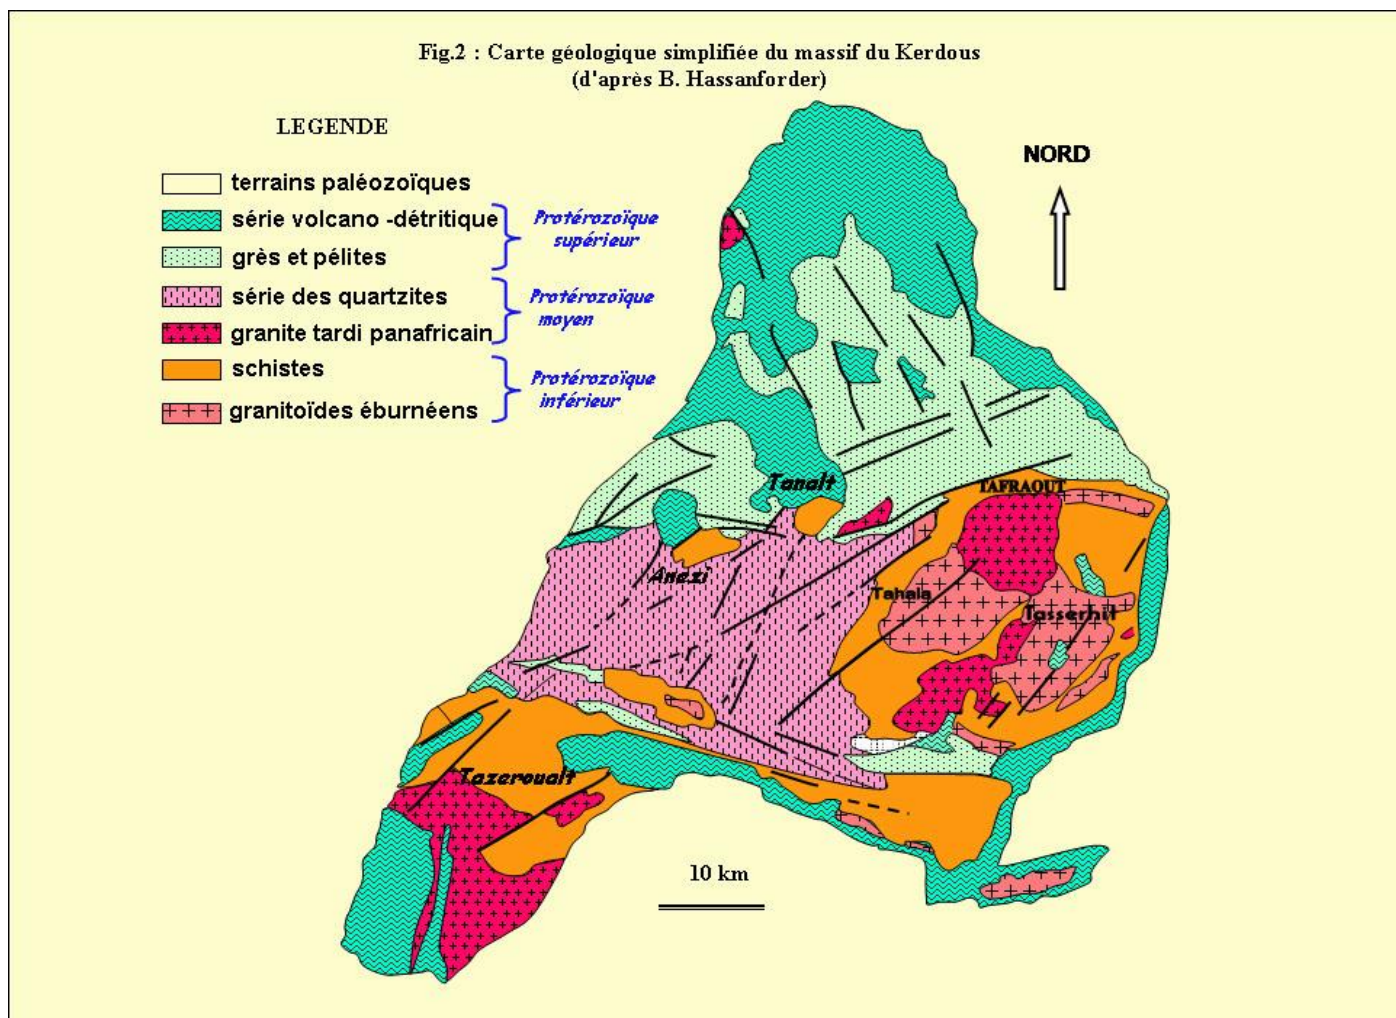 Fig.2 : Carte géologique simplifiée du massif du Kerdous
(d'après B. Hassanforder)
LEGENDE
NORD
terrains paléozoïques
série volcano -détritique
grès et pélites
Protérozoïque
supérieur
série des quartzites
granite tardi panafricain
Protérozoïque
moyen
schistes
granitoïdes éburnéens
Protérozoïque
inférieur
Tanalt
TAFRAOUT
Anezi
Tahala
Tasserhit
Tazeroualt
10 km